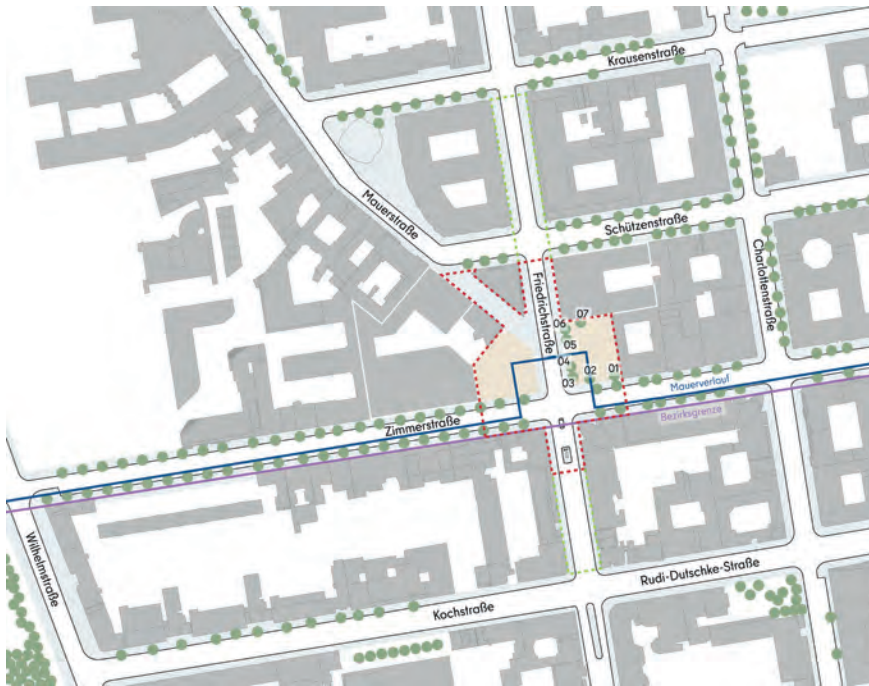 Krausenstraße
Mauerstraße
Schützenstraße
Charlottenstraße
Friedrichstraße
07
06
05
04
03
02
01
Mauerverlauf
Bezirksgrenze
Zimmerstraße
Wilhelmstraße
Rudi-Dutschke-Straße
Kochstraße